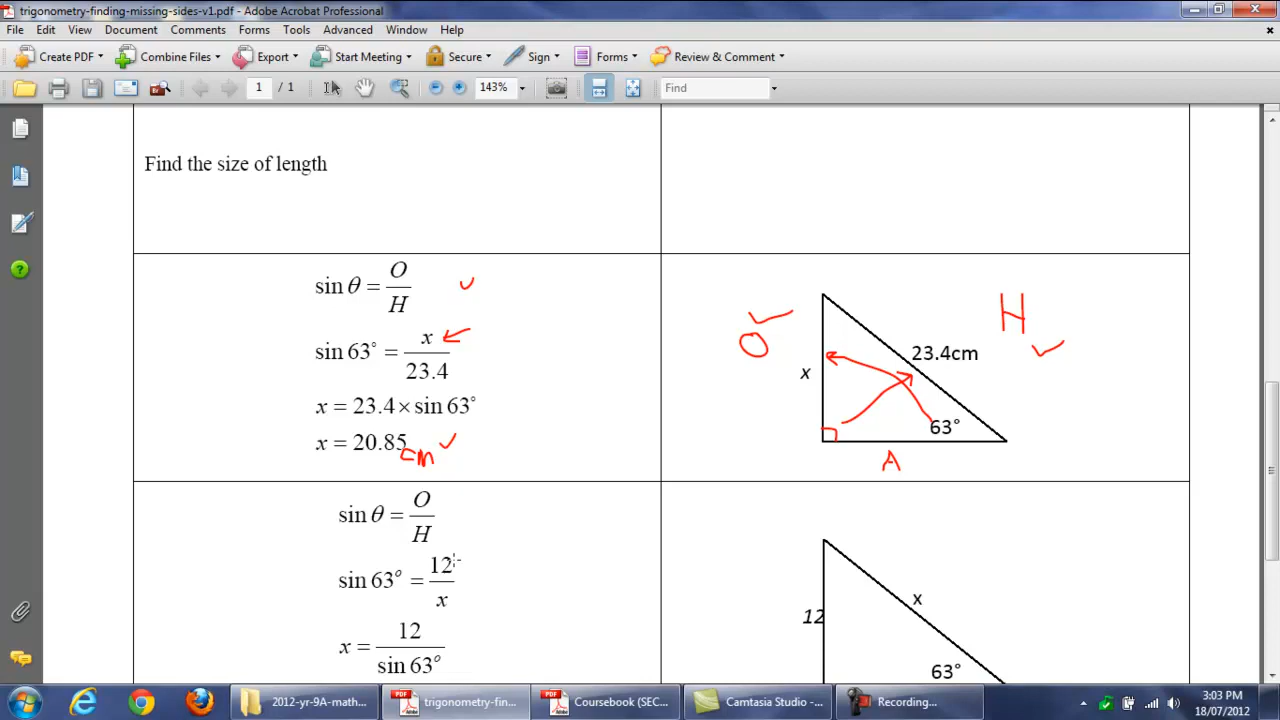 trigonometry-finding-missing-sides-v1.pdf - Adobe Acrobat Professional
File Edit View Document Comments Forms Tools Advanced Window Help
Create PDF Combine Files Export Start Meeting Secure Sign Forms Review & Comment
1 / 1 143% Find
Find the size of length
sin θ = O/H
sin 63° = x/23.4
x = 23.4 × sin 63°
x = 20.85 cm
O
H
23.4cm
x
63°
A
sin θ = O/H
sin 63° = 12/x
x = 12/sin 63°
x
12
63°
2012-yr-9A-math... trigonometry-fin... Coursebook (SEC... Camtasia Studio -... Recording...
3:03 PM
18/07/2012